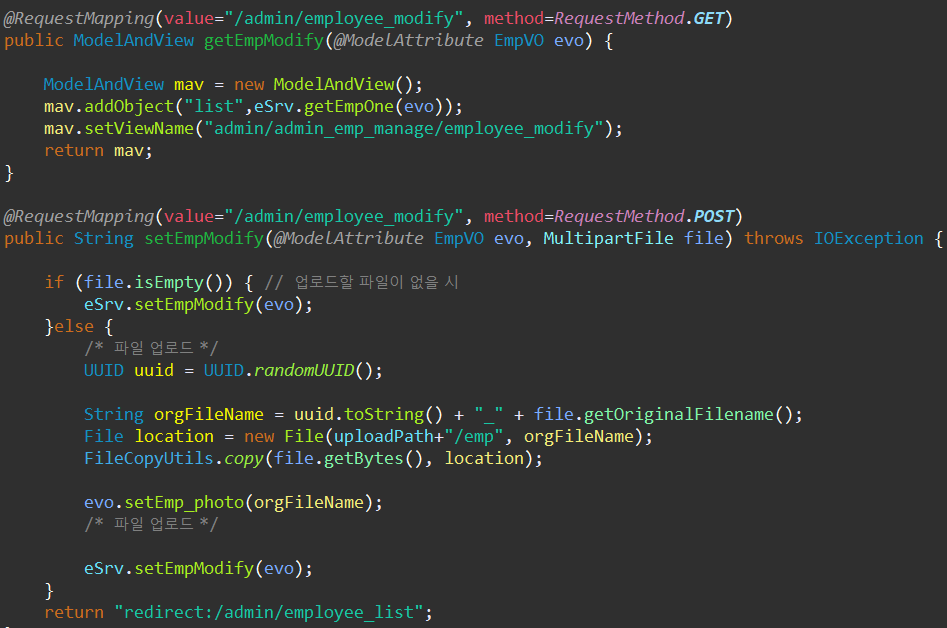 @RequestMapping(value="/admin/employee_modify", method=RequestMethod.GET)
public ModelAndView getEmpModify(@ModelAttribute EmpVO evo) {
ModelAndView mav = new ModelAndView();
mav.addObject("list",eSrv.getEmpOne(evo));
mav.setViewName("admin/admin_emp_manage/employee_modify");
return mav;
}
@RequestMapping(value="/admin/employee_modify", method=RequestMethod.POST)
public String setEmpModify(@ModelAttribute EmpVO evo, MultipartFile file) throws IOException {
if (file.isEmpty()) { // 업로드할 파일이 없을 시
eSrv.setEmpModify(evo);
}else {
/* 파일 업로드 */
UUID uuid = UUID.randomUUID();
String orgFileName = uuid.toString() + "_" + file.getOriginalFilename();
File location = new File(uploadPath+"/emp", orgFileName);
FileCopyUtils.copy(file.getBytes(), location);
evo.setEmp_photo(orgFileName);
/* 파일 업로드 */
eSrv.setEmpModify(evo);
}
return "redirect:/admin/employee_list";